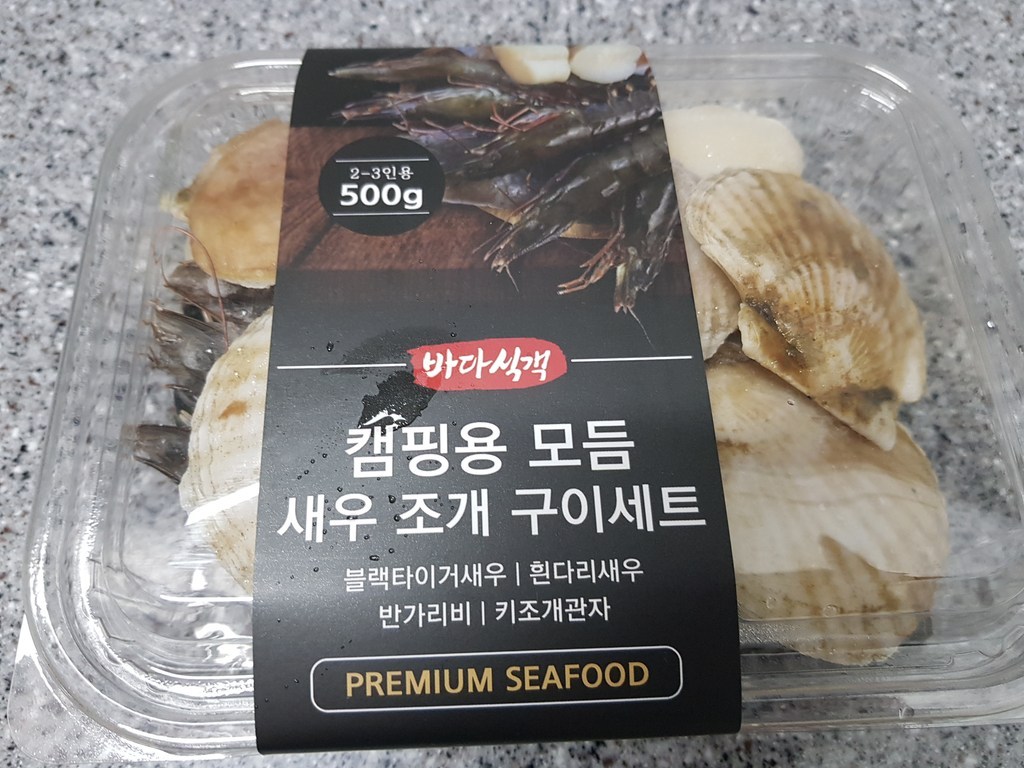 2-3인용
500g
바다식객
캠핑용 모듬
새우 조개 구이세트
블랙타이거새우 | 흰다리새우
반가리비 | 키조개관자
PREMIUM SEAFOOD